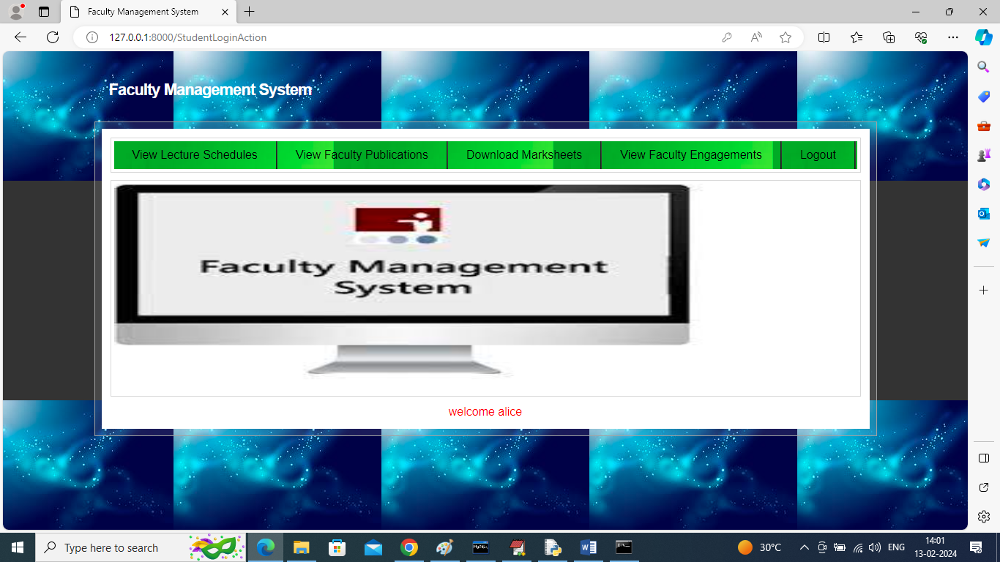 Faculty Management System
127.0.0.1:8000/StudentLoginAction
Faculty Management System
View Lecture Schedules View Faculty Publications Download Marksheets View Faculty Engagements Logout
Faculty Management
System
welcome alice
Type here to search
30°C
ENG
14:01
13-02-2024